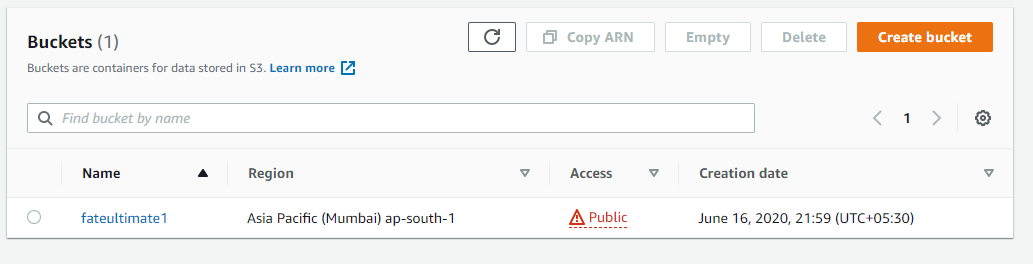 Buckets (1)
Copy ARN
Empty
Delete
Create bucket
Buckets are containers for data stored in S3. Learn more
Find bucket by name
1
Name Region Access Creation date
fateultimate1 Asia Pacific (Mumbai) ap-south-1 Public June 16, 2020, 21:59 (UTC+05:30)